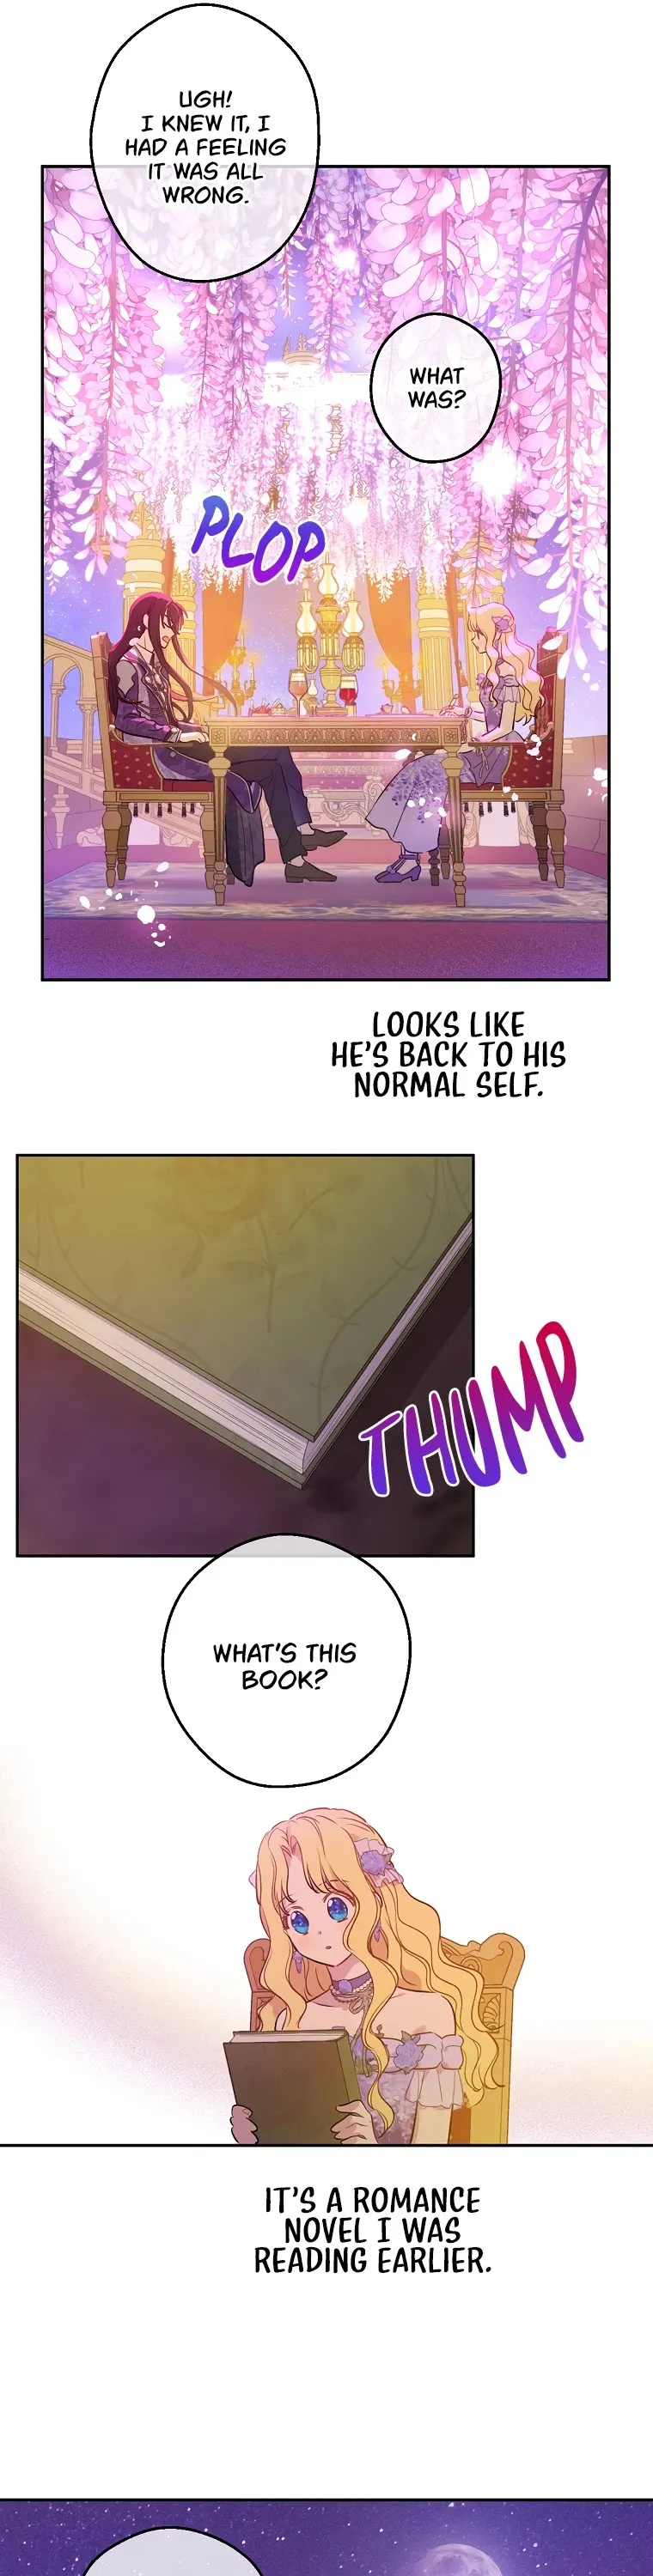 UGH!
I KNEW IT, I
HAD A FEELING
IT WAS ALL
WRONG.
WHAT
WAS?
PLOP
LOOKS LIKE
HE'S BACK TO HIS
NORMAL SELF.
THUMP
WHAT'S THIS
BOOK?
IT'S A ROMANCE
NOVEL I WAS
READING EARLIER.